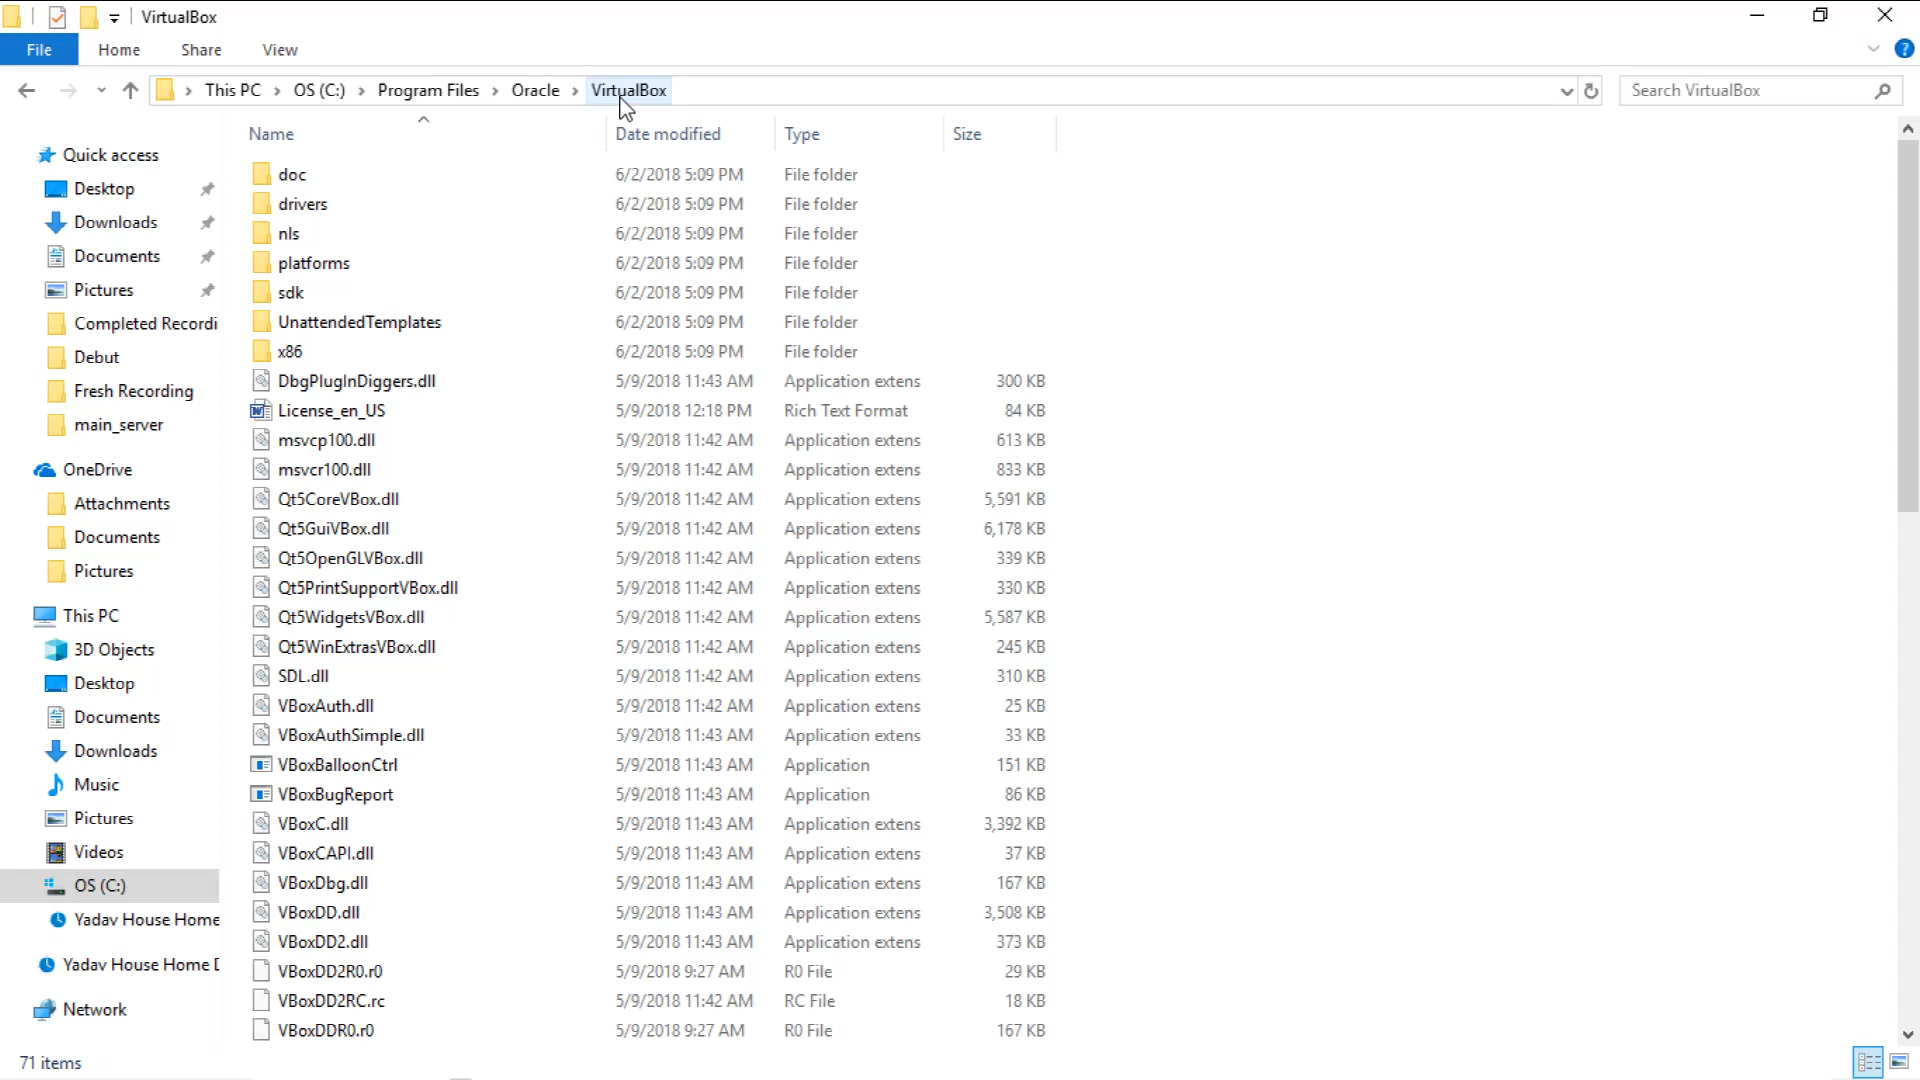 VirtualBox
File Home Share View
This PC OS (C:) Program Files Oracle VirtualBox
Search VirtualBox
Name Date modified Type Size
Quick access
Desktop
Downloads
Documents
Pictures
Completed Recordi
Debut
Fresh Recording
main_server
OneDrive
Attachments
Documents
Pictures
This PC
3D Objects
Desktop
Documents
Downloads
Music
Pictures
Videos
OS (C:)
Yadav House Home
Yadav House Home D
Network
doc 6/2/2018 5:09 PM File folder
drivers 6/2/2018 5:09 PM File folder
nls 6/2/2018 5:09 PM File folder
platforms 6/2/2018 5:09 PM File folder
sdk 6/2/2018 5:09 PM File folder
UnattendedTemplates 6/2/2018 5:09 PM File folder
x86 6/2/2018 5:09 PM File folder
DbgPlugInDiggers.dll 5/9/2018 11:43 AM Application extens 300 KB
License_en_US 5/9/2018 12:18 PM Rich Text Format 84 KB
msvcp100.dll 5/9/2018 11:42 AM Application extens 613 KB
msvcr100.dll 5/9/2018 11:42 AM Application extens 833 KB
Qt5CoreVBox.dll 5/9/2018 11:42 AM Application extens 5,591 KB
Qt5GuiVBox.dll 5/9/2018 11:42 AM Application extens 6,178 KB
Qt5OpenGLVBox.dll 5/9/2018 11:42 AM Application extens 339 KB
Qt5PrintSupportVBox.dll 5/9/2018 11:42 AM Application extens 330 KB
Qt5WidgetsVBox.dll 5/9/2018 11:42 AM Application extens 5,587 KB
Qt5WinExtrasVBox.dll 5/9/2018 11:42 AM Application extens 245 KB
SDL.dll 5/9/2018 11:42 AM Application extens 310 KB
VBoxAuth.dll 5/9/2018 11:42 AM Application extens 25 KB
VBoxAuthSimple.dll 5/9/2018 11:42 AM Application extens 33 KB
VBoxBalloonCtrl 5/9/2018 11:43 AM Application 151 KB
VBoxBugReport 5/9/2018 11:43 AM Application 86 KB
VBoxC.dll 5/9/2018 11:43 AM Application extens 3,392 KB
VBoxCAPI.dll 5/9/2018 11:43 AM Application extens 37 KB
VBoxDbg.dll 5/9/2018 11:43 AM Application extens 167 KB
VBoxDD.dll 5/9/2018 11:43 AM Application extens 3,508 KB
VBoxDD2.dll 5/9/2018 11:43 AM Application extens 373 KB
VBoxDD2R0.r0 5/9/2018 9:27 AM R0 File 29 KB
VBoxDD2RC.rc 5/9/2018 11:42 AM RC File 18 KB
VBoxDDR0.r0 5/9/2018 9:27 AM R0 File 167 KB
71 items